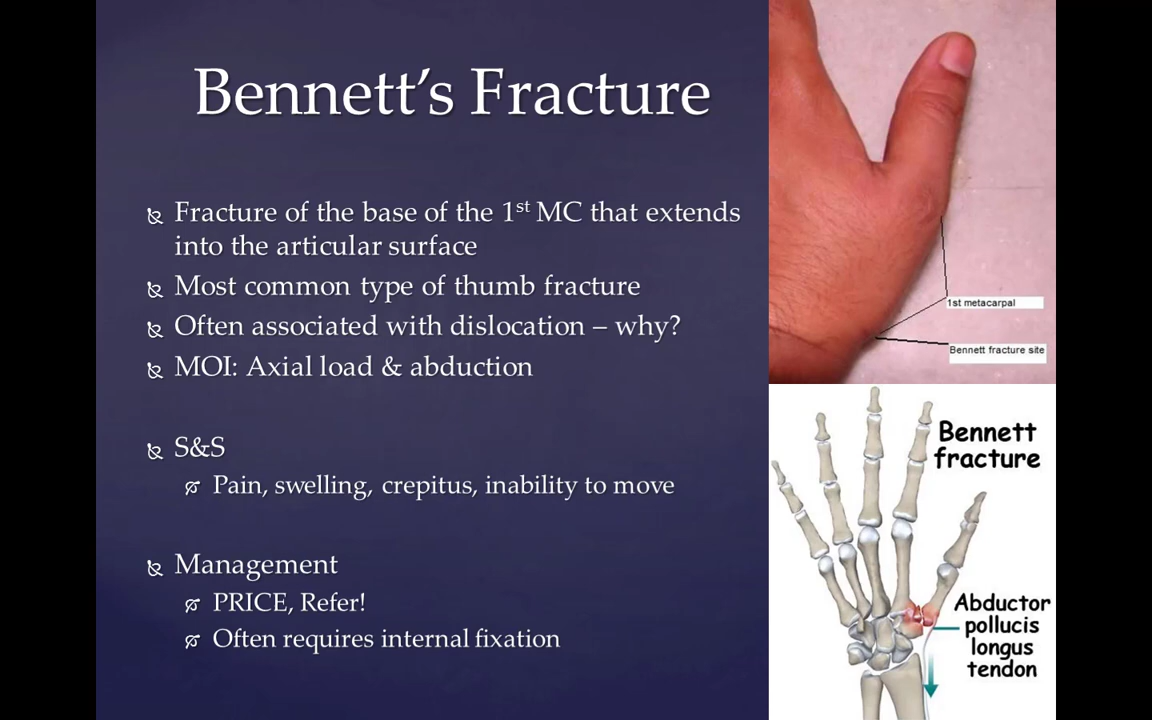 Bennett's Fracture
Fracture of the base of the 1st MC that extends
into the articular surface
Most common type of thumb fracture
Often associated with dislocation – why?
MOI: Axial load & abduction
S&S
Pain, swelling, crepitus, inability to move
Management
PRICE, Refer!
Often requires internal fixation
1st metacarpal
Bennett fracture site
Bennett
fracture
Abductor
pollucis
longus
tendon